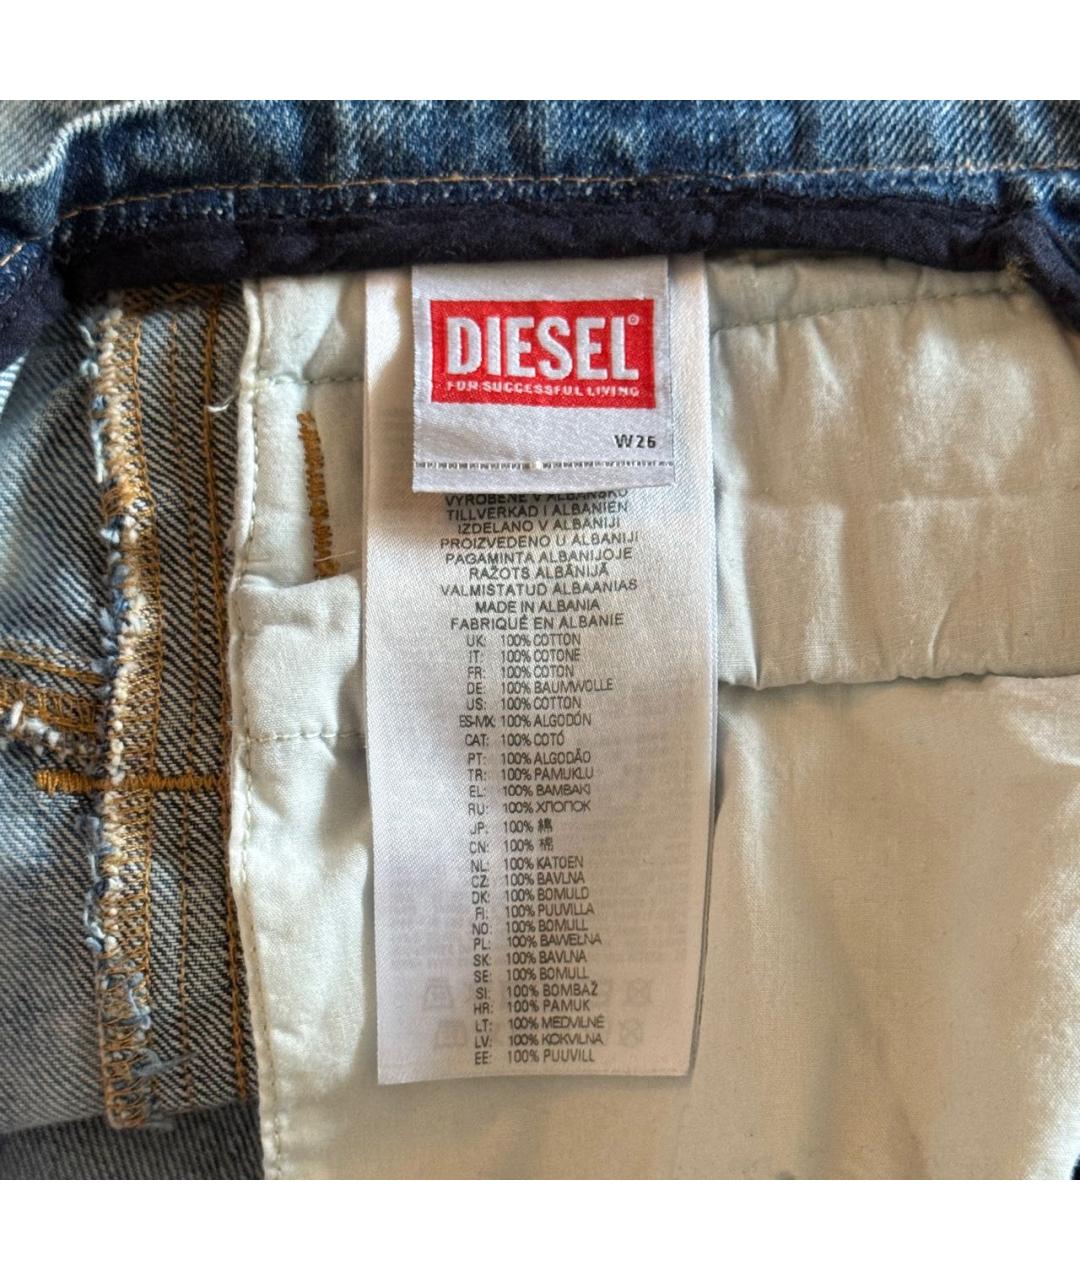 DIESEL®
FOR SUCCESSFUL LIVING
W26
VYROBENÉ V ALBÁNSKU
TILLVERKAD I ALBANIEN
IZDELANO V ALBANIJI
PROIZVEDENO U ALBANIJI
PAGAMINTA ALBANIJOJE
RAŽOTS ALBĀNIJĀ
VALMISTATUD ALBAANIAS
MADE IN ALBANIA
FABRIQUÉ EN ALBANIE
UK: 100% COTTON
IT: 100% COTONE
FR: 100% COTON
DE: 100% BAUMWOLLE
US: 100% COTTON
ES-MX: 100% ALGODÓN
CAT: 100% COTÓ
PT: 100% ALGODÃO
TR: 100% PAMUKLU
EL: 100% ΒΑΜΒΑΚΙ
RU: 100% ХЛОПОК
JP: 100% 綿
CN: 100% 棉
NL: 100% KATOEN
CZ: 100% BAVLNA
DK: 100% BOMULD
FI: 100% PUUVILLA
NO: 100% BOMULL
PL: 100% BAWEŁNA
SK: 100% BAVLNA
SE: 100% BOMULL
SI: 100% BOMBAŽ
HR: 100% PAMUK
LT: 100% MEDVILNĖ
LV: 100% KOKVILNA
EE: 100% PUUVILL